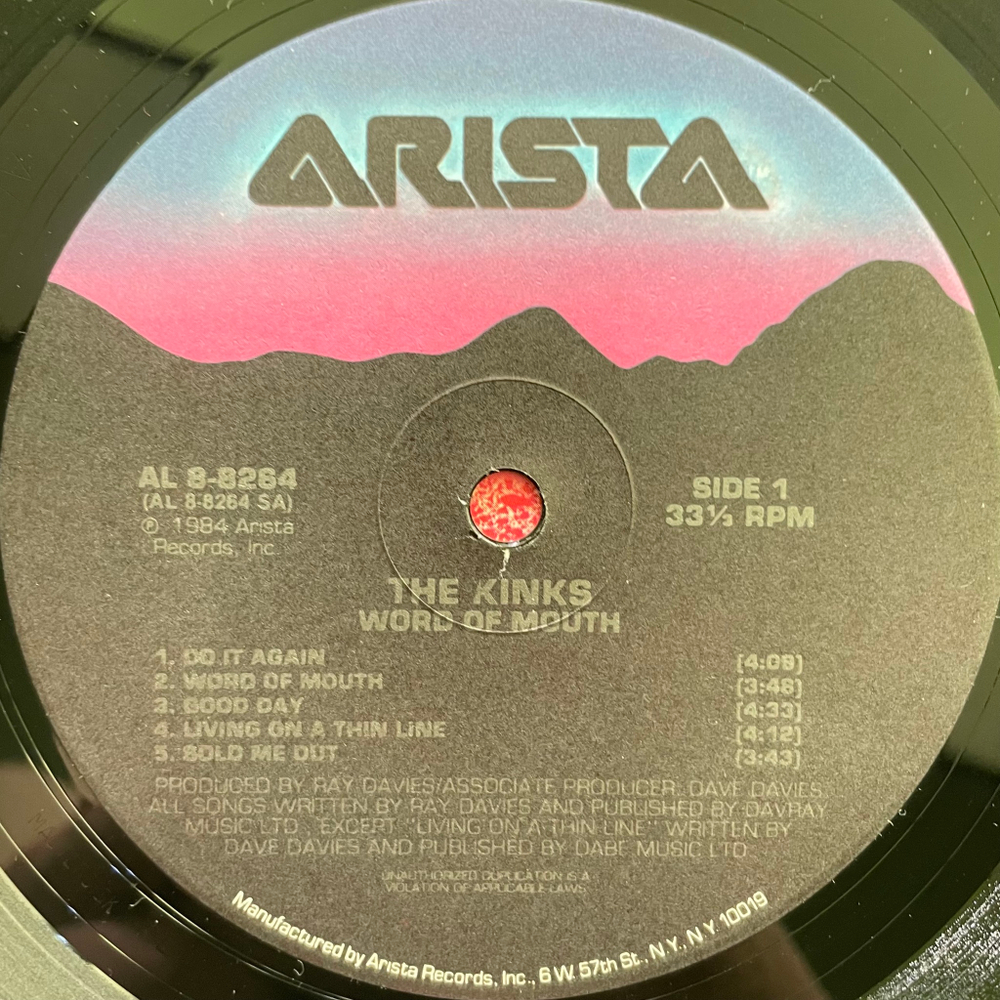 ARISTA
AL 8-8264
(AL 8-8264 SA)
℗ 1984 Arista
Records, Inc.
SIDE 1
33⅓ RPM
THE KINKS
WORD OF MOUTH
1. DO IT AGAIN (4:09)
2. WORD OF MOUTH (3:48)
3. GOOD DAY (4:33)
4. LIVING ON A THIN LINE (4:12)
5. SOLD ME OUT (3:43)
PRODUCED BY RAY DAVIES/ASSOCIATE PRODUCER: DAVE DAVIES
ALL SONGS WRITTEN BY RAY DAVIES AND PUBLISHED BY DAVRAY
MUSIC LTD., EXCEPT "LIVING ON A THIN LINE" WRITTEN BY
DAVE DAVIES AND PUBLISHED BY DABE MUSIC LTD.
UNAUTHORIZED DUPLICATION IS A
VIOLATION OF APPLICABLE LAWS
Manufactured by Arista Records, Inc., 6 W. 57th St., N.Y., N.Y. 10019